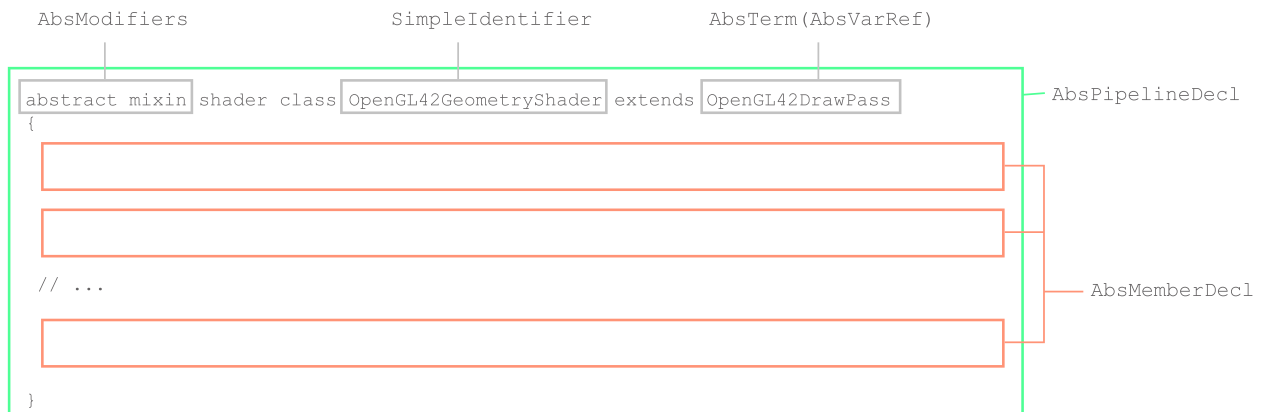 AbsModifiers SimpleIdentifier AbsTerm(AbsVarRef)
abstract mixin shader class OpenGL42GeometryShader extends OpenGL42DrawPass
AbsPipelineDecl
{
// ...
AbsMemberDecl
}